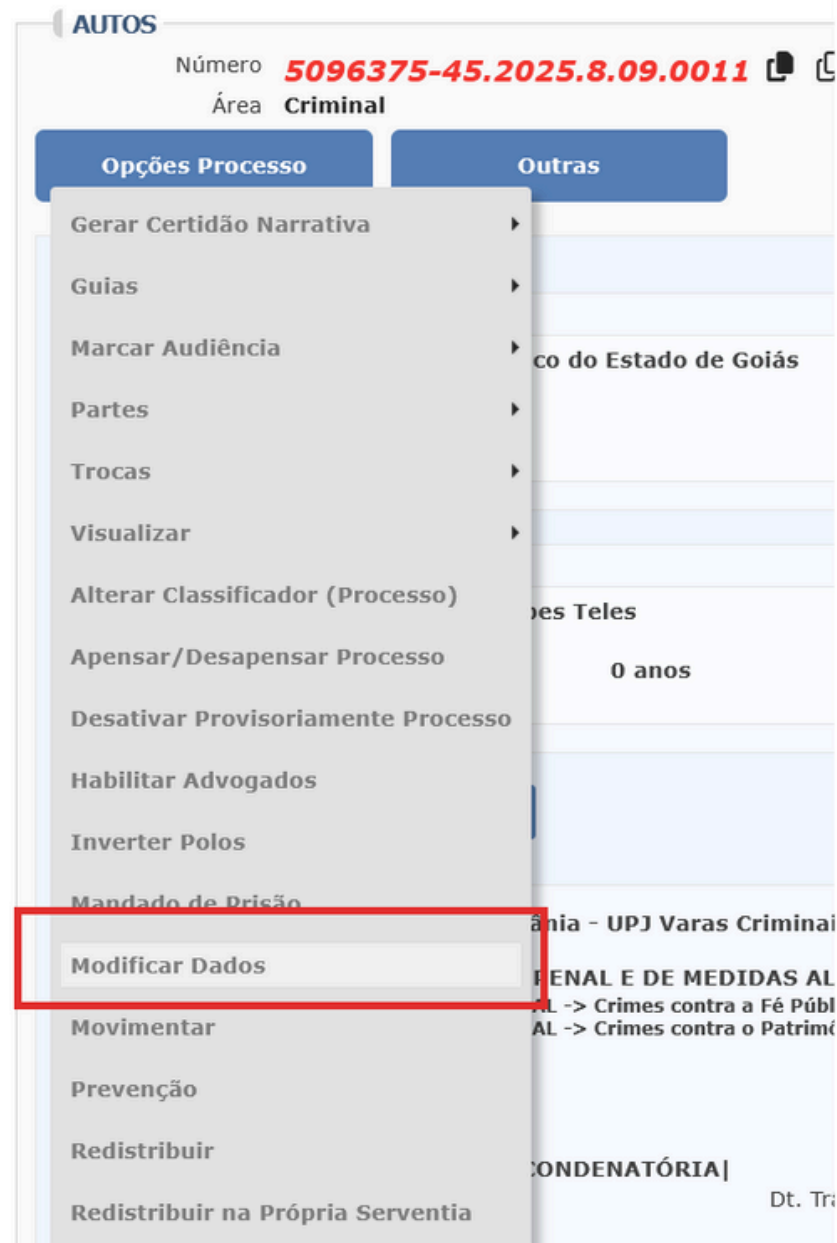 AUTOS
Número 5096375-45.2025.8.09.0011
Área Criminal
Opções Processo Outras
Gerar Certidão Narrativa
Guias
Marcar Audiência
co do Estado de Goiás
Partes
Trocas
Visualizar
Alterar Classificador (Processo)
pes Teles
Apensar/Desapensar Processo
0 anos
Desativar Provisoriamente Processo
Habilitar Advogados
Inverter Polos
Mandado de Prisão
ânia - UPJ Varas Criminai
Modificar Dados
PENAL E DE MEDIDAS AL
AL -> Crimes contra a Fé Públ
Movimentar
AL -> Crimes contra o Patrimô
Prevenção
Redistribuir
CONDENATÓRIA|
Dt. Tra
Redistribuir na Própria Serventia